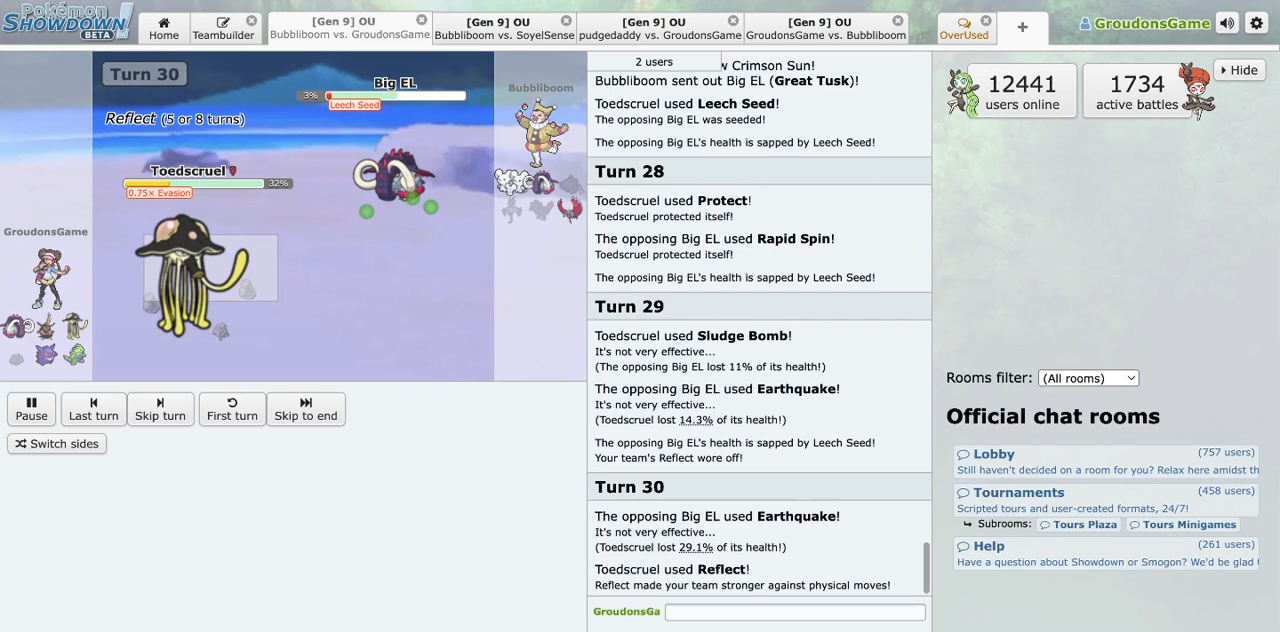 Pokémon
SHOWDOWN!
BETA
Home
Teambuilder
[Gen 9] OU
Bubbliboom vs. GroudonsGame
[Gen 9] OU
Bubbliboom vs. SoyelSense
[Gen 9] OU
pudgedaddy vs. GroudonsGame
[Gen 9] OU
GroudonsGame vs. Bubbliboom
OverUsed
+
GroudonsGame
Turn 30
Big EL
3%
Leech Seed
Reflect (5 or 8 turns)
Toedscruel
32%
0.75× Evasion
Bubbliboom
GroudonsGame
Pause
Last turn
Skip turn
First turn
Skip to end
Switch sides
2 users
w Crimson Sun!
Bubbliboom sent out Big EL (Great Tusk)!
Toedscruel used Leech Seed!
The opposing Big EL was seeded!
The opposing Big EL's health is sapped by Leech Seed!
Turn 28
Toedscruel used Protect!
Toedscruel protected itself!
The opposing Big EL used Rapid Spin!
Toedscruel protected itself!
The opposing Big EL's health is sapped by Leech Seed!
Turn 29
Toedscruel used Sludge Bomb!
It's not very effective...
(The opposing Big EL lost 11% of its health!)
The opposing Big EL used Earthquake!
It's not very effective...
(Toedscruel lost 14.3% of its health!)
The opposing Big EL's health is sapped by Leech Seed!
Your team's Reflect wore off!
Turn 30
The opposing Big EL used Earthquake!
It's not very effective...
(Toedscruel lost 29.1% of its health!)
Toedscruel used Reflect!
Reflect made your team stronger against physical moves!
GroudonsGa
12441
users online
1734
active battles
Hide
Rooms filter: (All rooms)
Official chat rooms
Lobby (757 users)
Still haven't decided on a room for you? Relax here amidst th
Tournaments (458 users)
Scripted tours and user-created formats, 24/7!
Subrooms: Tours Plaza Tours Minigames
Help (261 users)
Have a question about Showdown or Smogon? We'd be glad